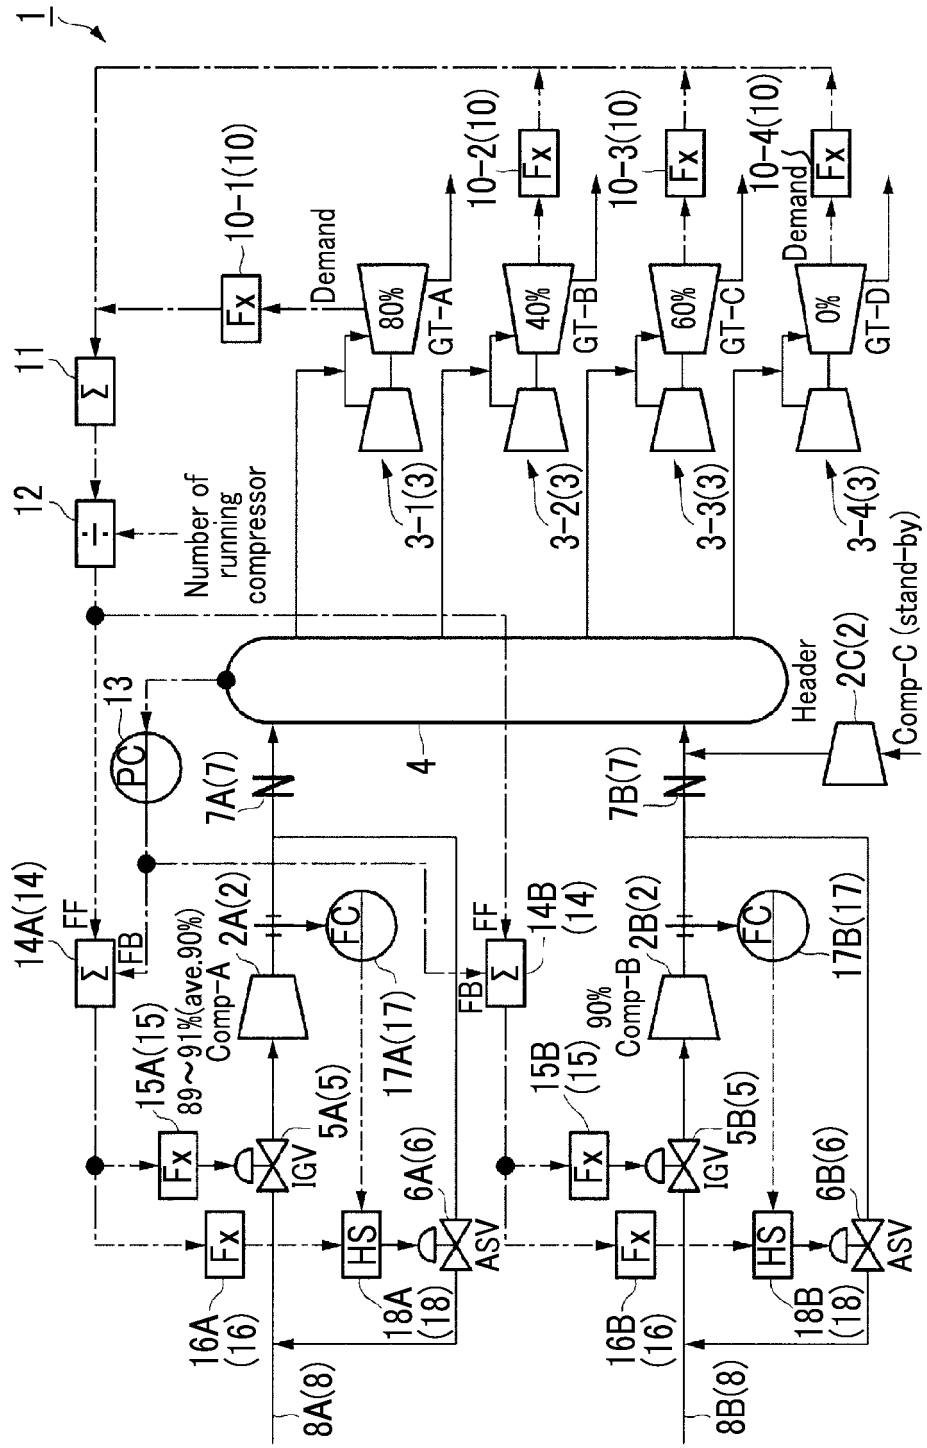 1
11
12
Σ
÷
Number of
running
compressor
10-1(10)
Fx
Demand
10-2(10)
Fx
10-3(10)
Fx
10-4(10)
Fx
Demand
80%
GT-A
40%
GT-B
60%
GT-C
0%
GT-D
3-1(3)
3-2(3)
3-3(3)
3-4(3)
13
PC
4
Header
7A(7)
7B(7)
2C(2)
Comp-C (stand-by)
14A(14)
FF
FB
Σ
89~91%(ave.90%)
Comp-A
2A(2)
FC
17A(17)
FF
FB
Σ
14B
(14)
90%
Comp-B
2B(2)
FC
17B(17)
15A(15)
Fx
5A(5)
IGV
15B
(15)
Fx
5B(5)
IGV
16A
(16)
Fx
HS
18A
(18)
6A(6)
ASV
16B
(16)
Fx
HS
18B
(18)
6B(6)
ASV
8A(8)
8B(8)